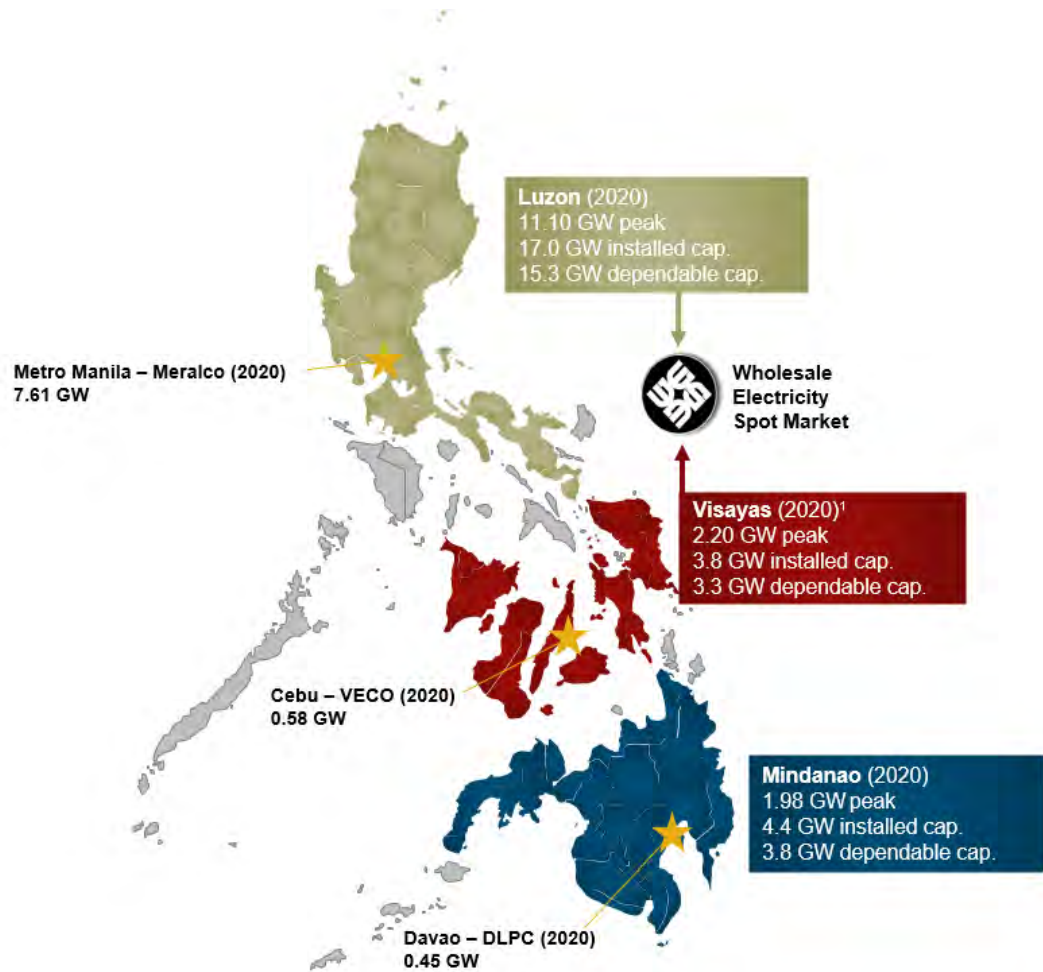 Luzon (2020)
11.10 GW peak
17.0 GW installed cap.
15.3 GW dependable cap.
Metro Manila – Meralco (2020)
7.61 GW
Wholesale
Electricity
Spot Market
Visayas (2020)¹
2.20 GW peak
3.8 GW installed cap.
3.3 GW dependable cap.
Cebu – VECO (2020)
0.58 GW
Mindanao (2020)
1.98 GW peak
4.4 GW installed cap.
3.8 GW dependable cap.
Davao – DLPC (2020)
0.45 GW